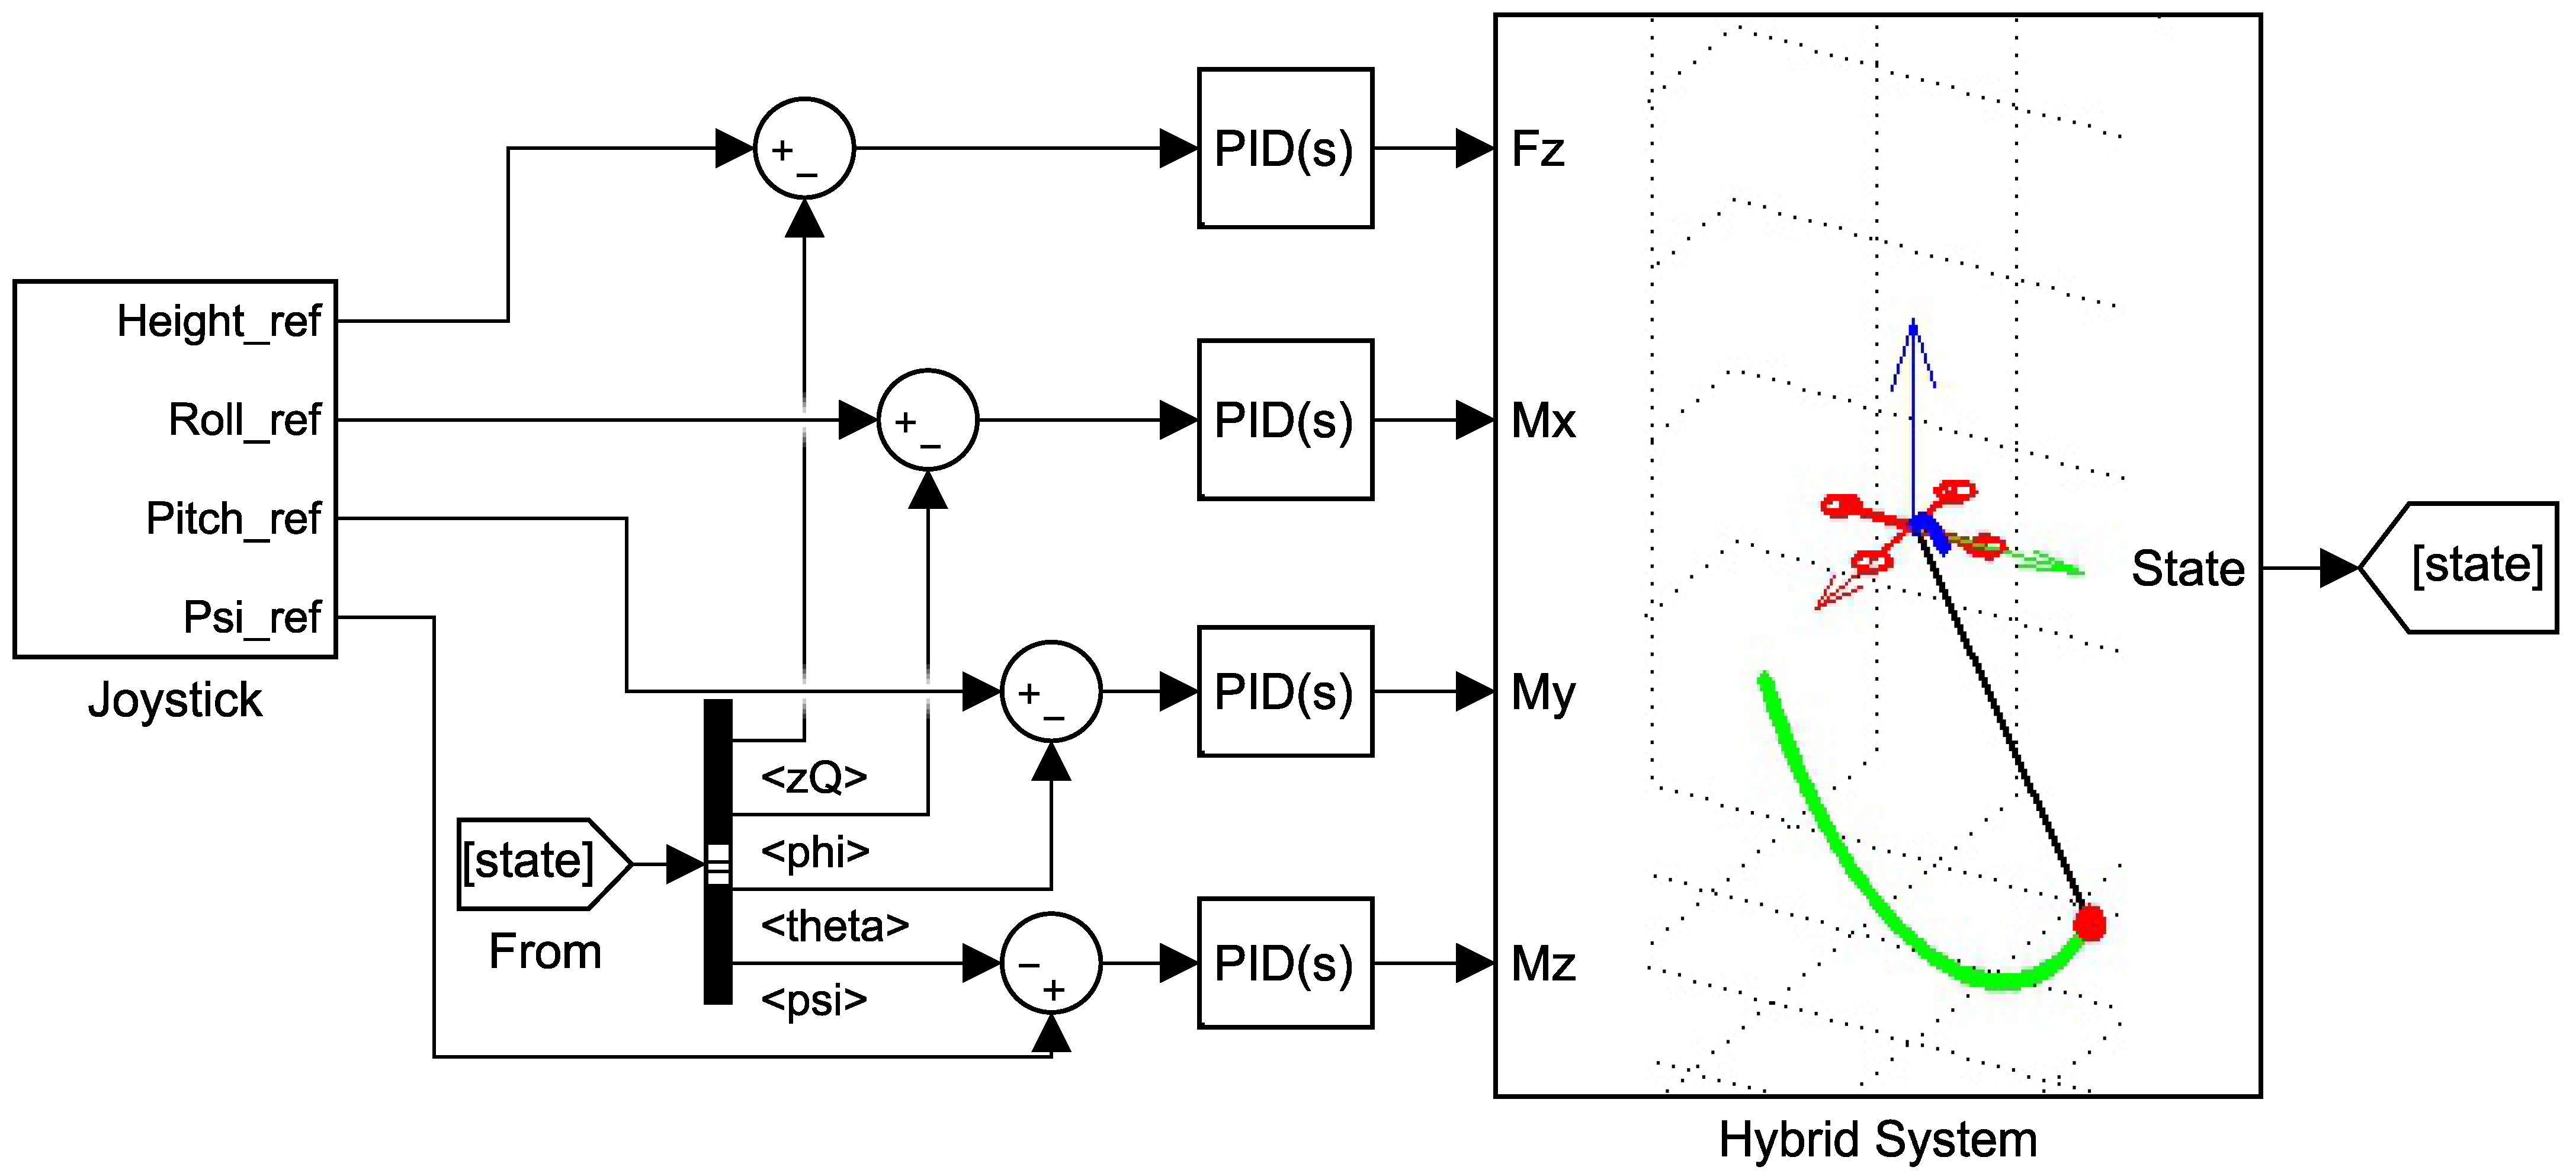 Height_ref
Roll_ref
Pitch_ref
Psi_ref
Joystick
+
−
+
−
+
−
−
+
[state]
From
<zQ>
<phi>
<theta>
<psi>
PID(s)
PID(s)
PID(s)
PID(s)
Fz
Mx
My
Mz
State
Hybrid System
[state]